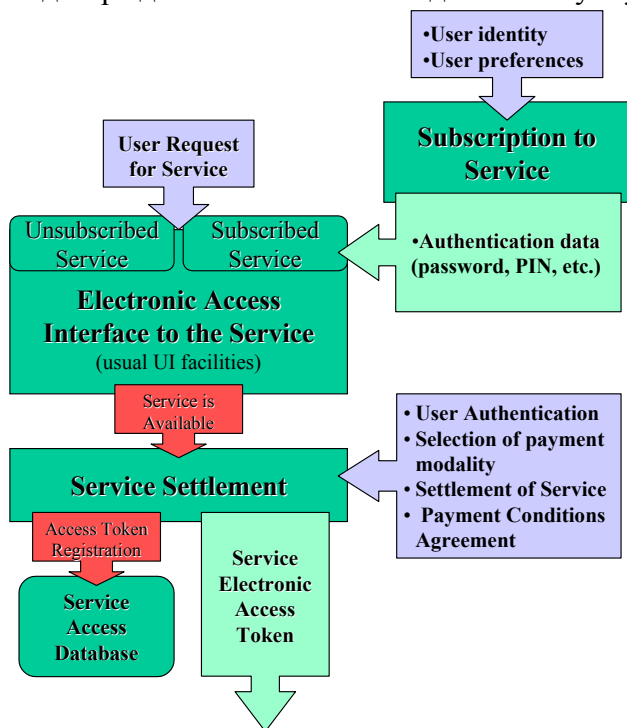 •User identity
•User preferences
Subscription to
Service
User Request
for Service
•Authentication data
(password, PIN, etc.)
Unsubscribed
Service
Subscribed
Service
Electronic Access
Interface to the Service
(usual UI facilities)
Service is
Available
• User Authentication
• Selection of payment
modality
• Settlement of Service
• Payment Conditions
Agreement
Service Settlement
Access Token
Registration
Service
Access
Database
Service
Electronic
Access
Token